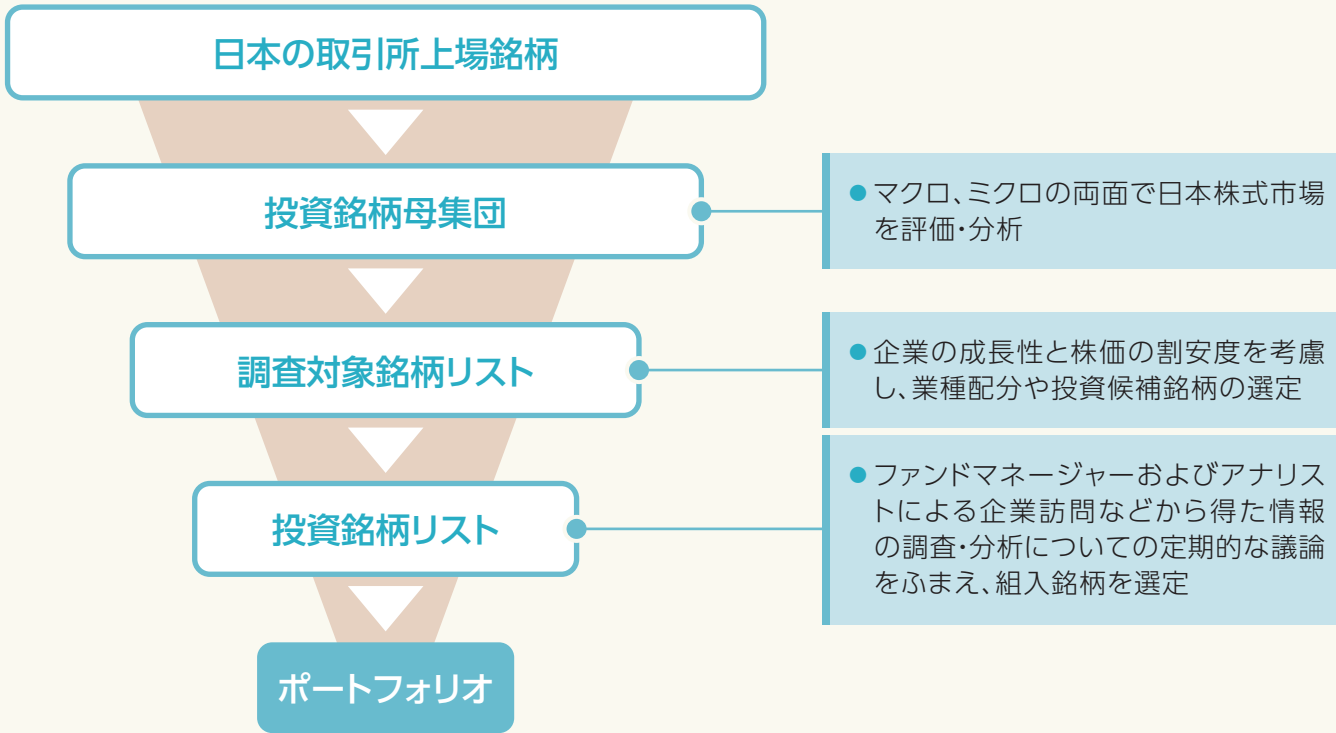 日本の取引所上場銘柄
投資銘柄母集団
●マクロ、ミクロの両面で日本株式市場
を評価・分析
調査対象銘柄リスト
●企業の成長性と株価の割安度を考慮
し、業種配分や投資候補銘柄の選定
投資銘柄リスト
●ファンドマネージャーおよびアナリス
トによる企業訪問などから得た情報
の調査・分析についての定期的な議論
をふまえ、組入銘柄を選定
ポートフォリオ